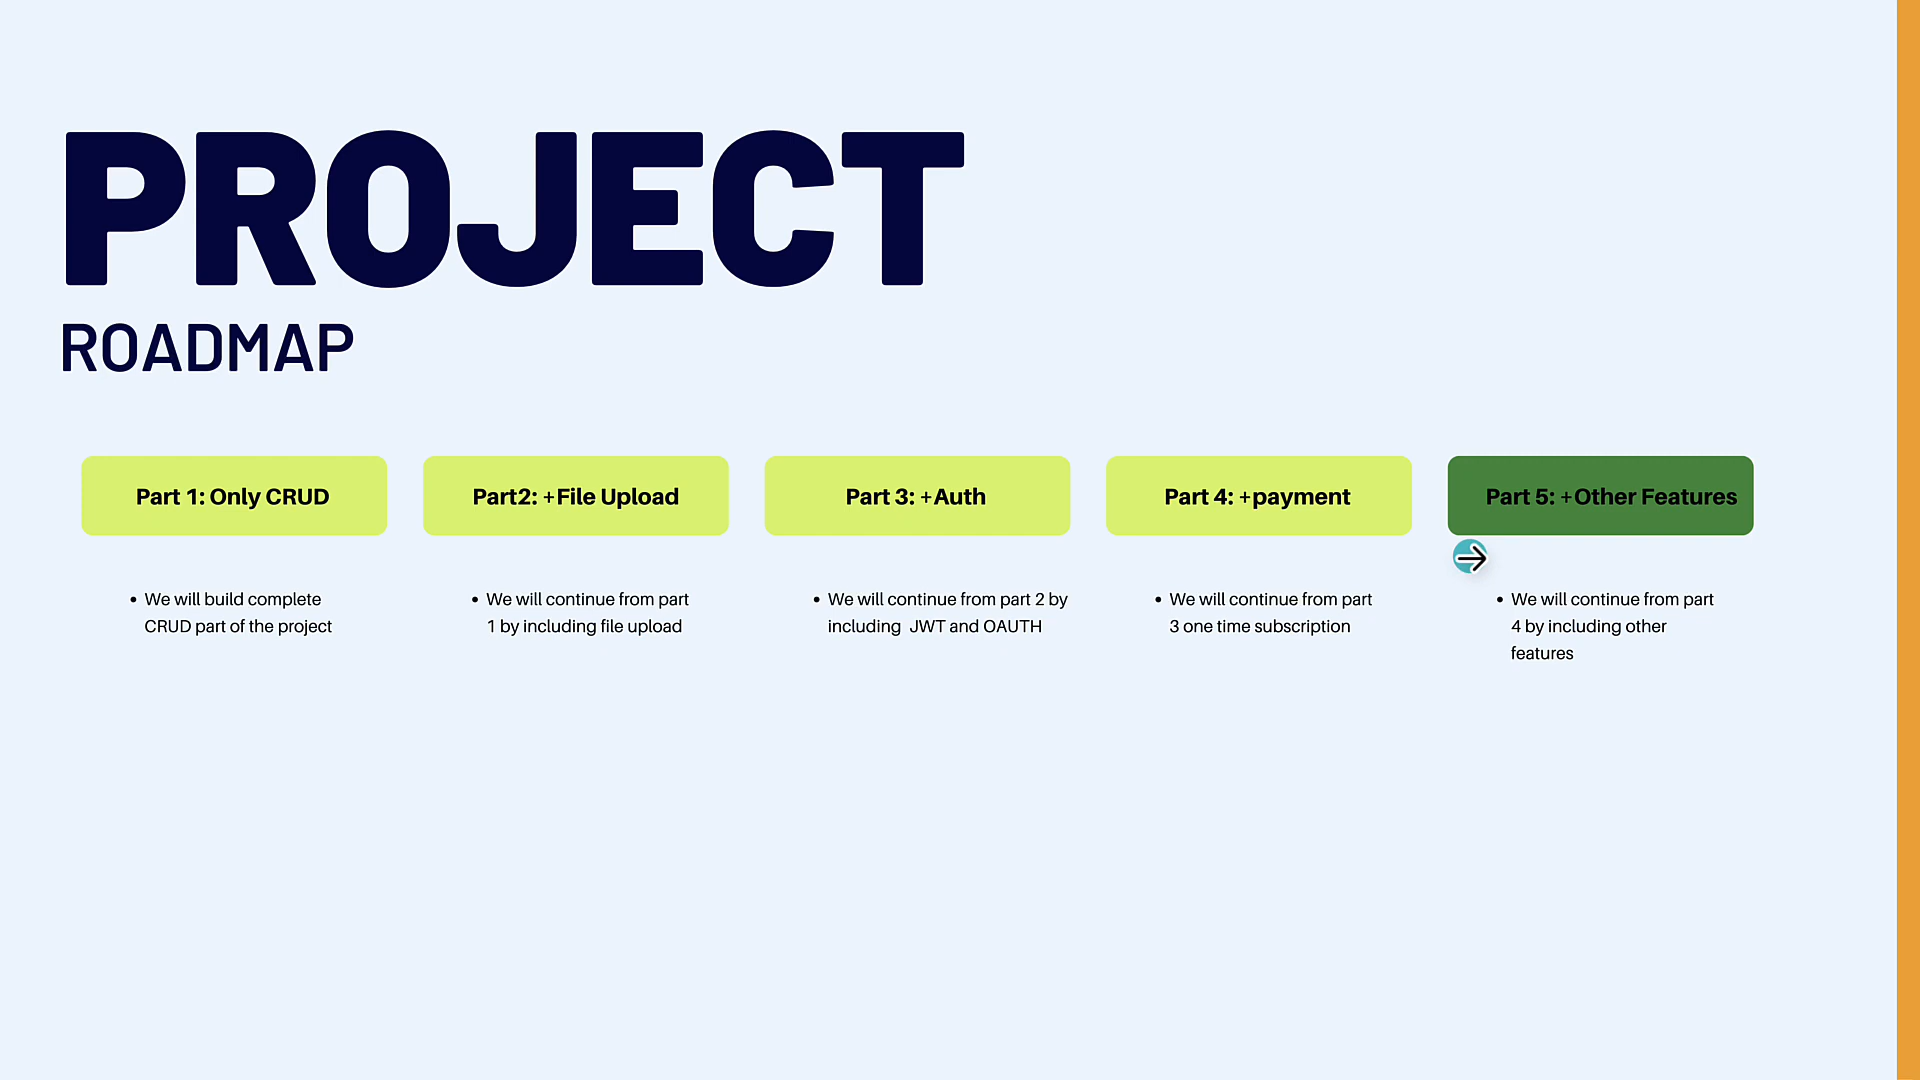 PROJECT
ROADMAP
Part 1: Only CRUD
Part2: +File Upload
Part 3: +Auth
Part 4: +payment
Part 5: +Other Features
• We will build complete
CRUD part of the project
• We will continue from part
1 by including file upload
• We will continue from part 2 by
including  JWT and OAUTH
• We will continue from part
3 one time subscription
• We will continue from part
4 by including other
features